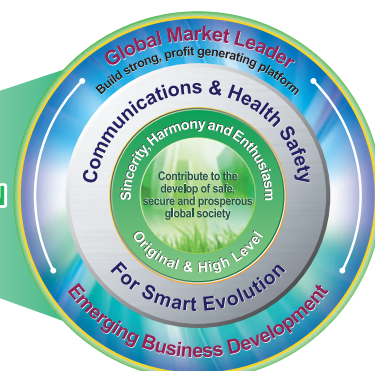 Global Market Leader
Build strong, profit generating platform
Communications & Health Safety
Sincerity, Harmony and Enthusiasm
Contribute to the
develop of safe,
secure and prosperous
global society
Original & High Level
For Smart Evolution
Emerging Business Development